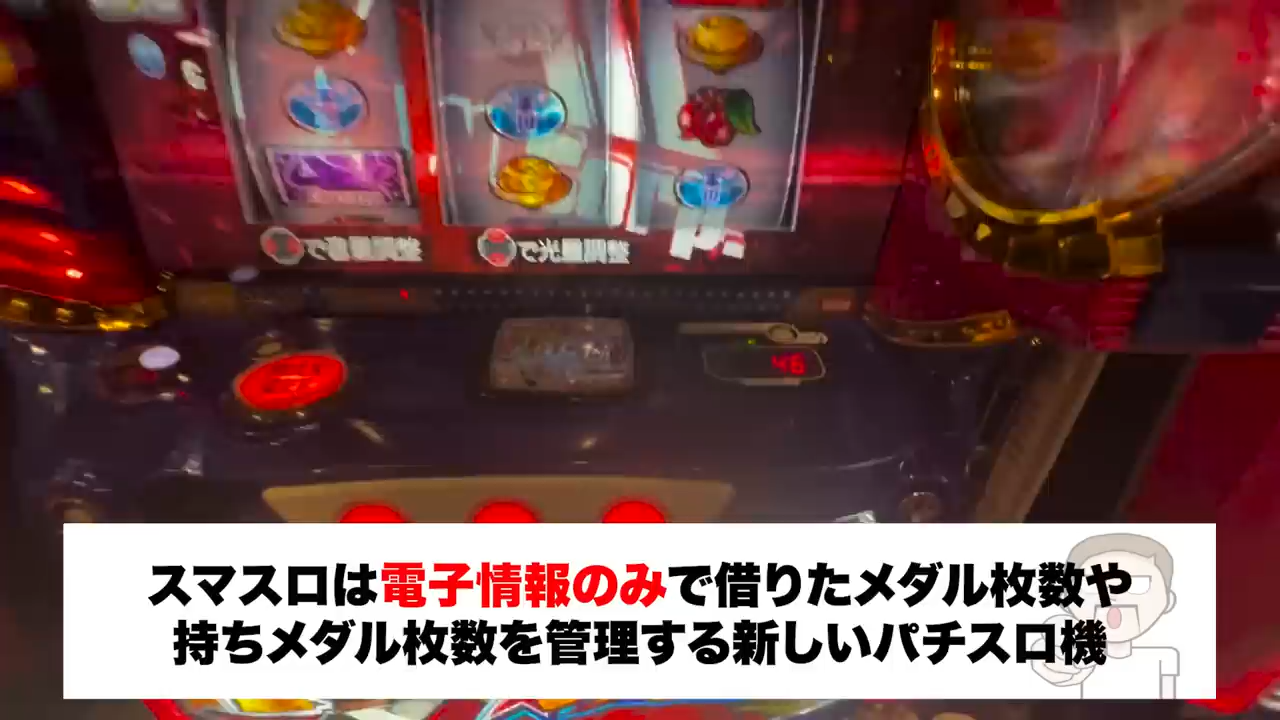 で音量調整
で光量調整
46
スマスロは電子情報のみで借りたメダル枚数や
持ちメダル枚数を管理する新しいパチスロ機